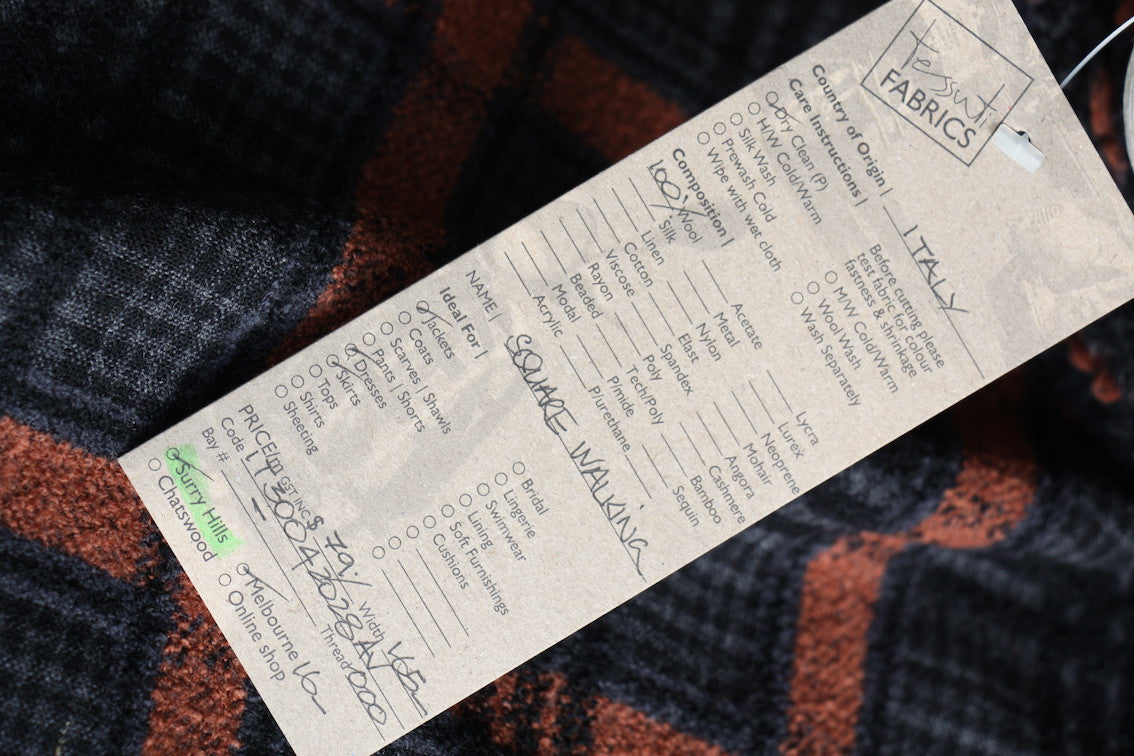 tessuti
FABRICS
Country of Origin | ITALY
Care Instructions |
Dry Clean (P)
H/W Cold/Warm
Silk Wash
Prewash Cold
Wipe with wet cloth
Before cutting please
test fabric for colour
fastness & shrinkage
M/W Cold/Warm
Wool Wash
Wash Separately
Composition |
100% Wool
Silk
Linen
Cotton
Viscose
Rayon
Beaded
Modal
Acrylic
Acetate
Metal
Nylon
Elast
Spandex
Poly
Tech/Poly
P/mide
P/urethane
Lycra
Lurex
Neoprene
Mohair
Angora
Cashmere
Bamboo
Sequin
NAME | SQUARE WALKING
Ideal For |
Jackets
Coats
Scarves | Shawls
Pants | Shorts
Dresses
Skirts
Tops
Shirts
Sheeting
Bridal
Lingerie
Swimwear
Lining
Soft Furnishings
Cushions
PRICE/m GST INC $ 79./ Width
Code
Thread 000
Bay #
Surry Hills
Chatswood
Melbourne
Online shop